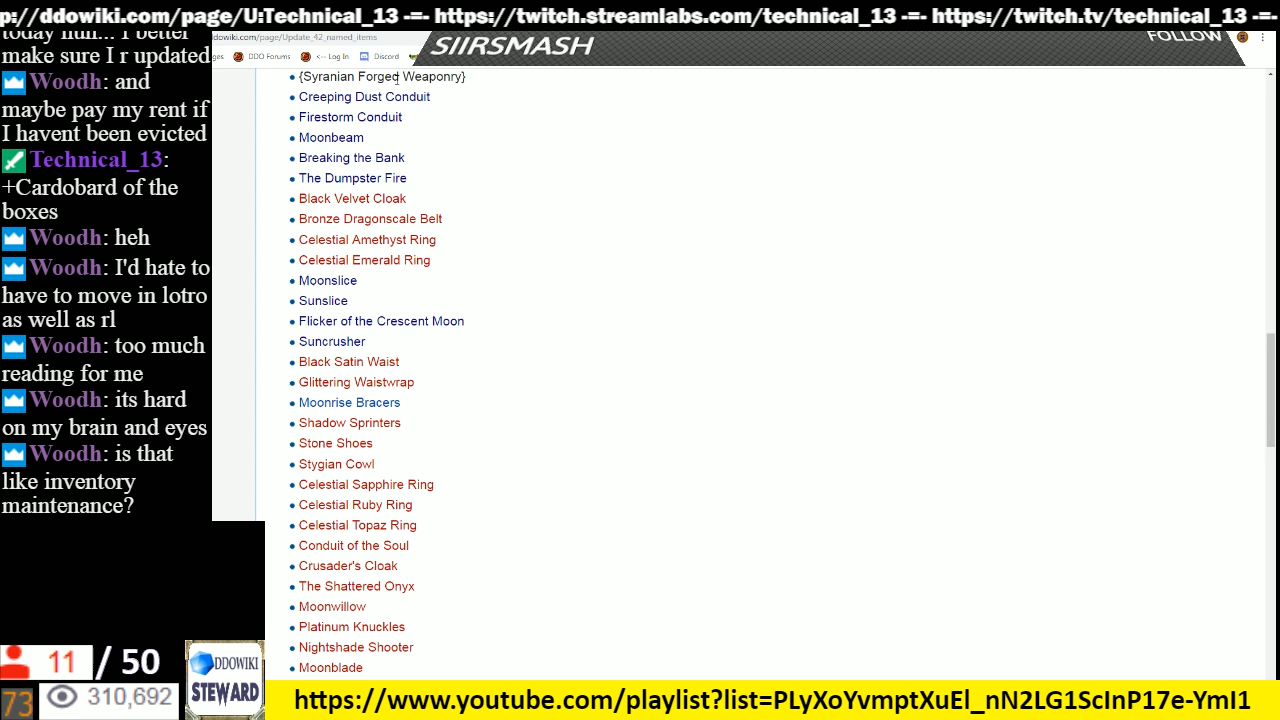 p://ddowiki.com/page/U:Technical_13 -=- https://twitch.streamlabs.com/technical_13 -=- https://twitch.tv/technical_13 -=-
today huh... I better
make sure I r updated
Woodh: and
maybe pay my rent if
I havent been evicted
Technical_13:
+Cardobard of the
boxes
Woodh: heh
Woodh: I'd hate to
have to move in lotro
as well as rl
Woodh: too much
reading for me
Woodh: its hard
on my brain and eyes
Woodh: is that
like inventory
maintenance?
ddowiki.com/page/Update_42_named_items
DDO Forums
<-- Log In
Discord
SIIRSMASH
FOLLOW
{Syranian Forged Weaponry}
Creeping Dust Conduit
Firestorm Conduit
Moonbeam
Breaking the Bank
The Dumpster Fire
Black Velvet Cloak
Bronze Dragonscale Belt
Celestial Amethyst Ring
Celestial Emerald Ring
Moonslice
Sunslice
Flicker of the Crescent Moon
Suncrusher
Black Satin Waist
Glittering Waistwrap
Moonrise Bracers
Shadow Sprinters
Stone Shoes
Stygian Cowl
Celestial Sapphire Ring
Celestial Ruby Ring
Celestial Topaz Ring
Conduit of the Soul
Crusader's Cloak
The Shattered Onyx
Moonwillow
Platinum Knuckles
Nightshade Shooter
Moonblade
11 / 50
73
310,692
DDOWIKI
STEWARD
https://www.youtube.com/playlist?list=PLyXoYvmptXuEl_nN2LG1ScInP17e-YmI1